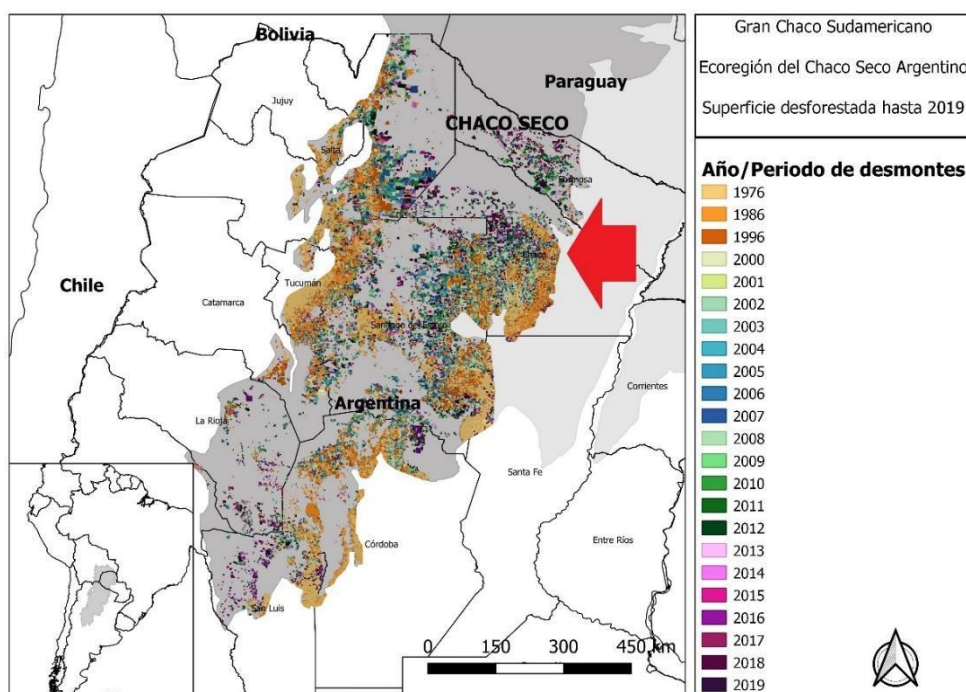 Gran Chaco Sudamericano
Ecoregión del Chaco Seco Argentino
Superficie desforestada hasta 2019
Año/Periodo de desmontes
1976
1986
1996
2000
2001
2002
2003
2004
2005
2006
2007
2008
2009
2010
2011
2012
2013
2014
2015
2016
2017
2018
2019
Bolivia
Paraguay
Jujuy
CHACO SECO
Salta
Formosa
Chaco
Chile
Tucumán
Catamarca
Santiago del Estero
Corrientes
Argentina
La Rioja
Santa Fe
Córdoba
Entre Ríos
San Luis
0 150 300 450 km